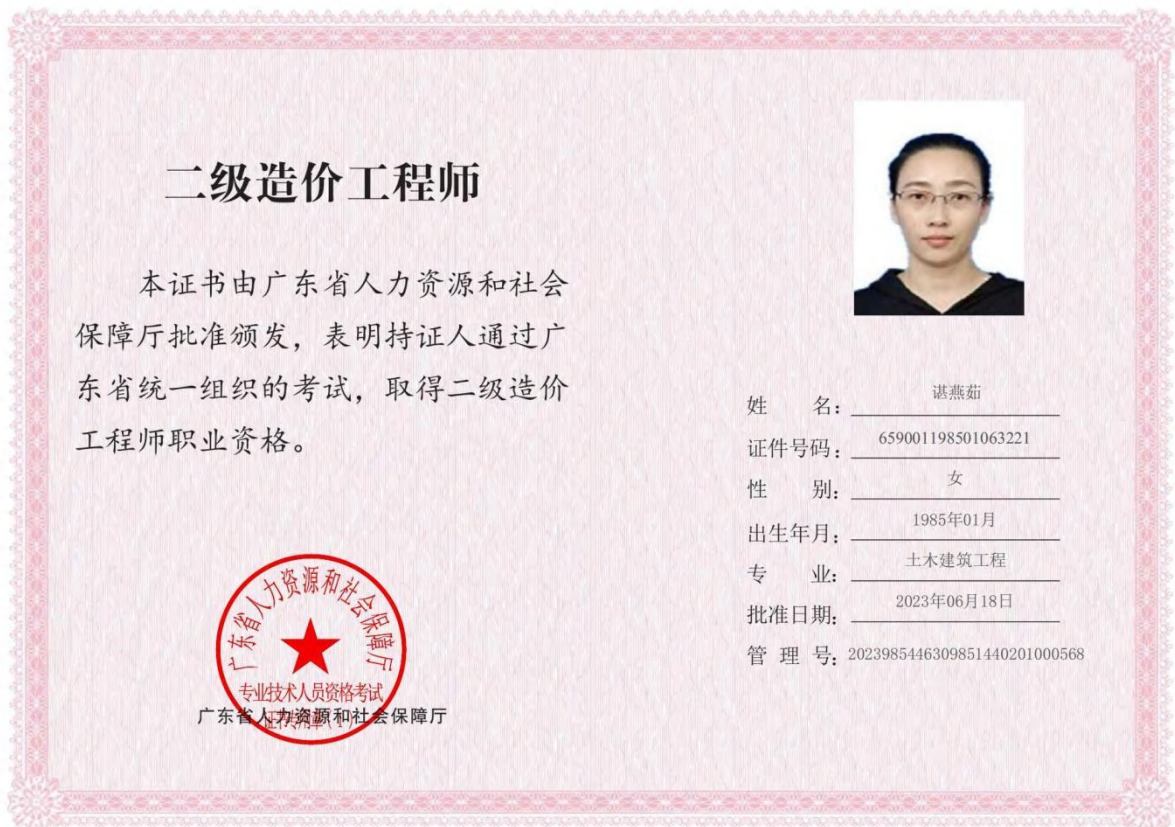 二级造价工程师
本证书由广东省人力资源和社会
保障厅批准颁发，表明持证人通过广
东省统一组织的考试，取得二级造价
工程师职业资格。
姓 名：谌燕茹
证件号码：659001198501063221
性 别：女
出生年月：1985年01月
专 业：土木建筑工程
批准日期：2023年06月18日
管 理 号：2023985446309851440201000568
广东省人力资源和社会保障厅
专业技术人员资格考试
广东省人力资源和社会保障厅